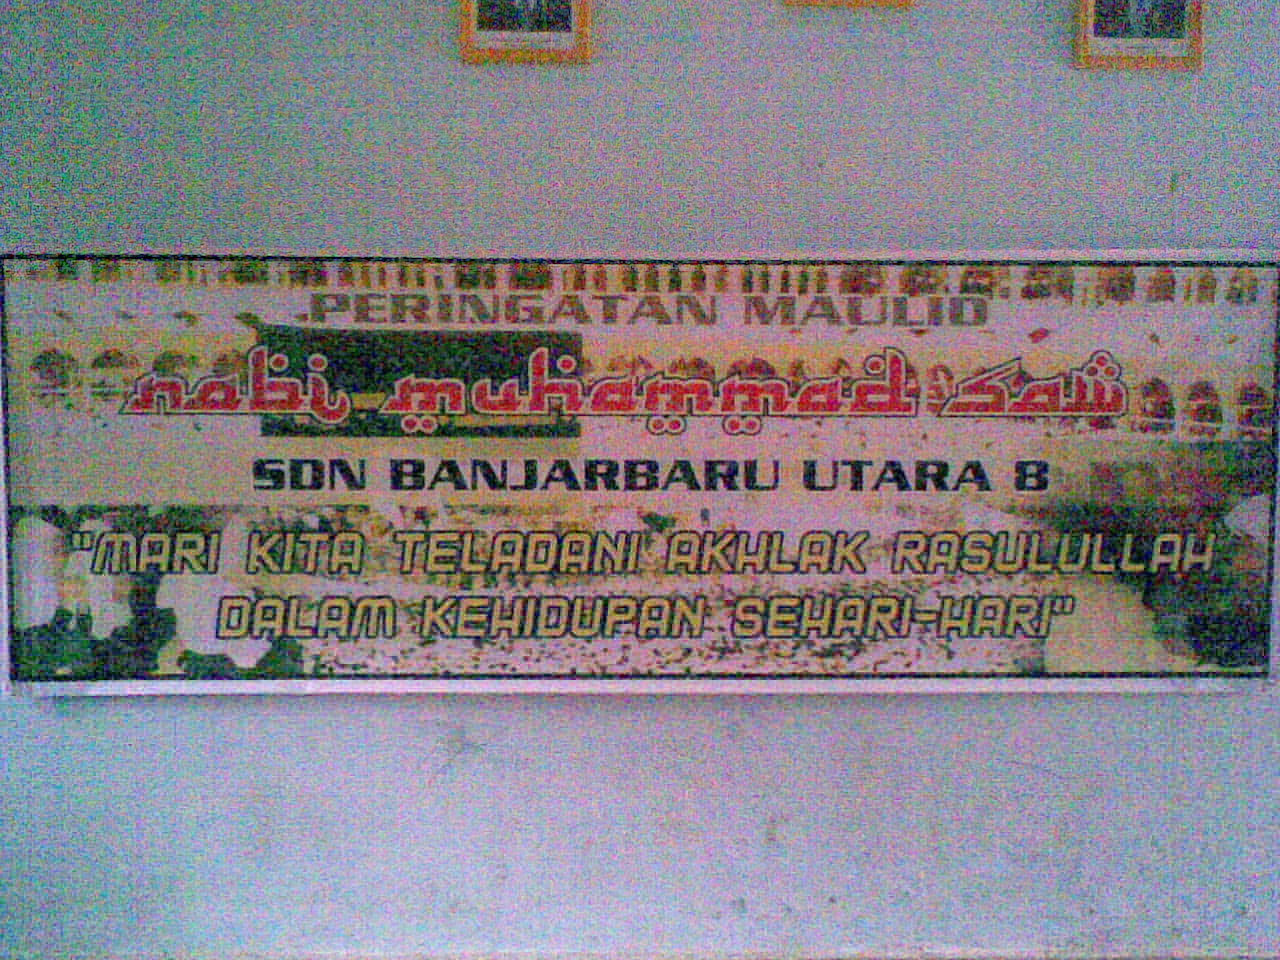 PERINGATAN MAULID
nabi muhammad saw
SDN BANJARBARU UTARA 8
"MARI KITA TELADANI AKHLAK RASULULLAH
DALAM KEHIDUPAN SEHARI-HARI"